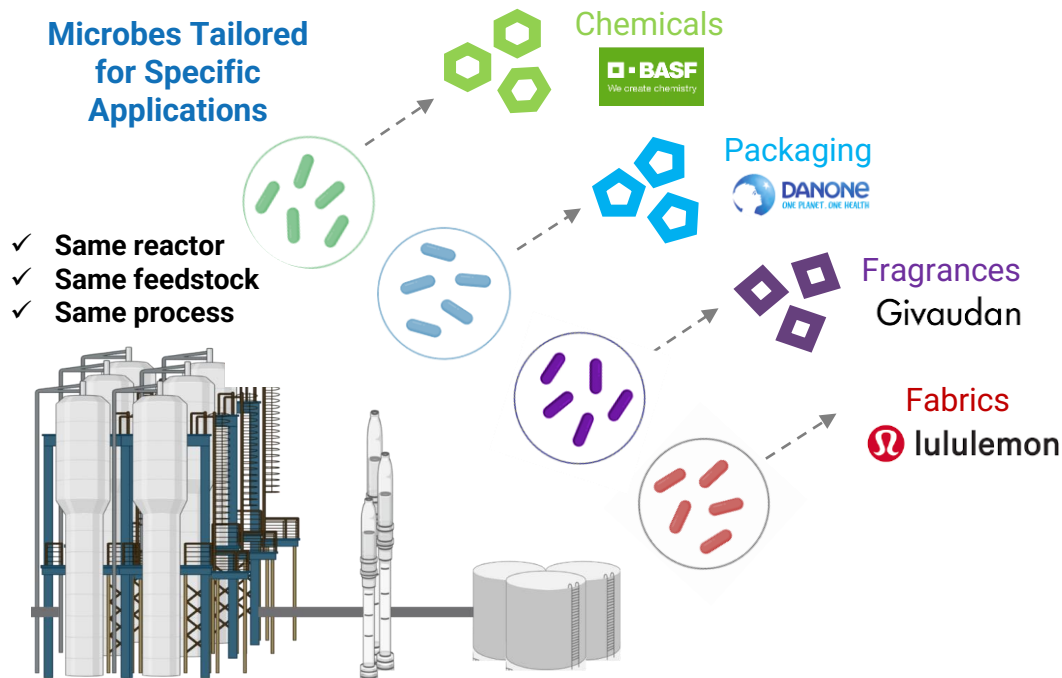 Microbes Tailored
for Specific
Applications
Chemicals
BASF
We create chemistry
Packaging
DANONE
ONE PLANET. ONE HEALTH
✓ Same reactor
✓ Same feedstock
✓ Same process
Fragrances
Givaudan
Fabrics
lululemon